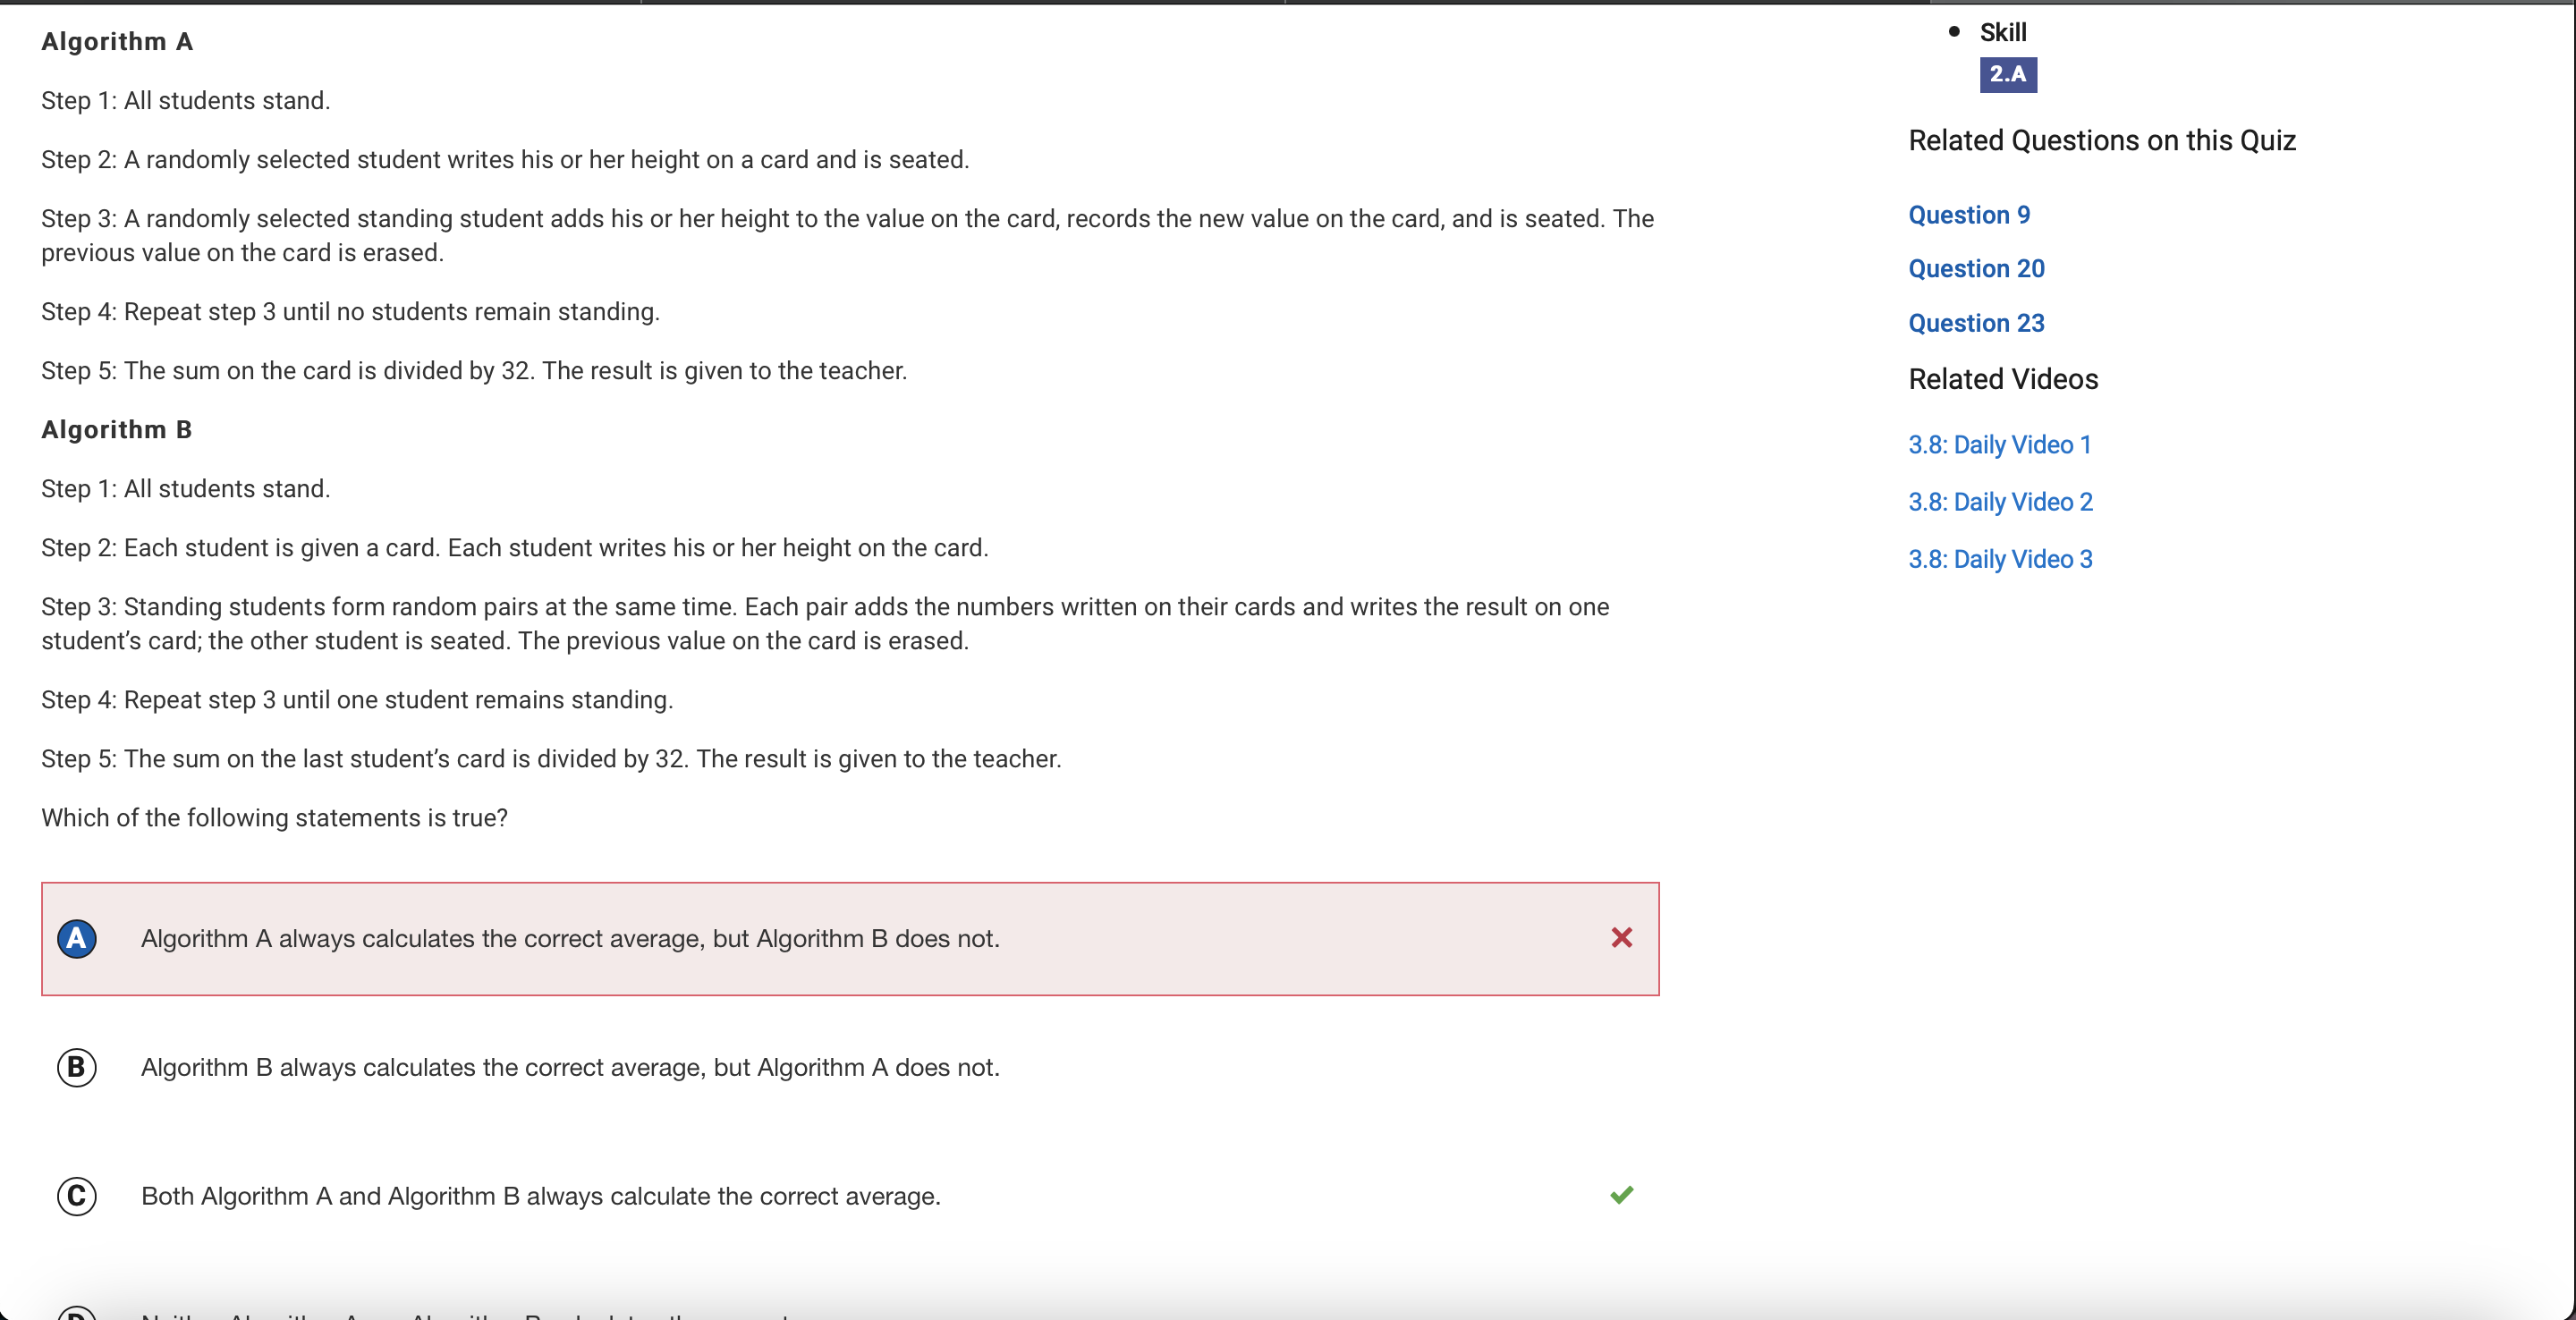 Algorithm A
Step 1: All students stand.
Step 2: A randomly selected student writes his or her height on a card and is seated.
Step 3: A randomly selected standing student adds his or her height to the value on the card, records the new value on the card, and is seated. The
previous value on the card is erased.
Step 4: Repeat step 3 until no students remain standing.
Step 5: The sum on the card is divided by 32. The result is given to the teacher.
Algorithm B
Step 1: All students stand.
Step 2: Each student is given a card. Each student writes his or her height on the card.
Step 3: Standing students form random pairs at the same time. Each pair adds the numbers written on their cards and writes the result on one
student’s card; the other student is seated. The previous value on the card is erased.
Step 4: Repeat step 3 until one student remains standing.
Step 5: The sum on the last student’s card is divided by 32. The result is given to the teacher.
Which of the following statements is true?
A Algorithm A always calculates the correct average, but Algorithm B does not.
B Algorithm B always calculates the correct average, but Algorithm A does not.
C Both Algorithm A and Algorithm B always calculate the correct average.
Skill
2.A
Related Questions on this Quiz
Question 9
Question 20
Question 23
Related Videos
3.8: Daily Video 1
3.8: Daily Video 2
3.8: Daily Video 3